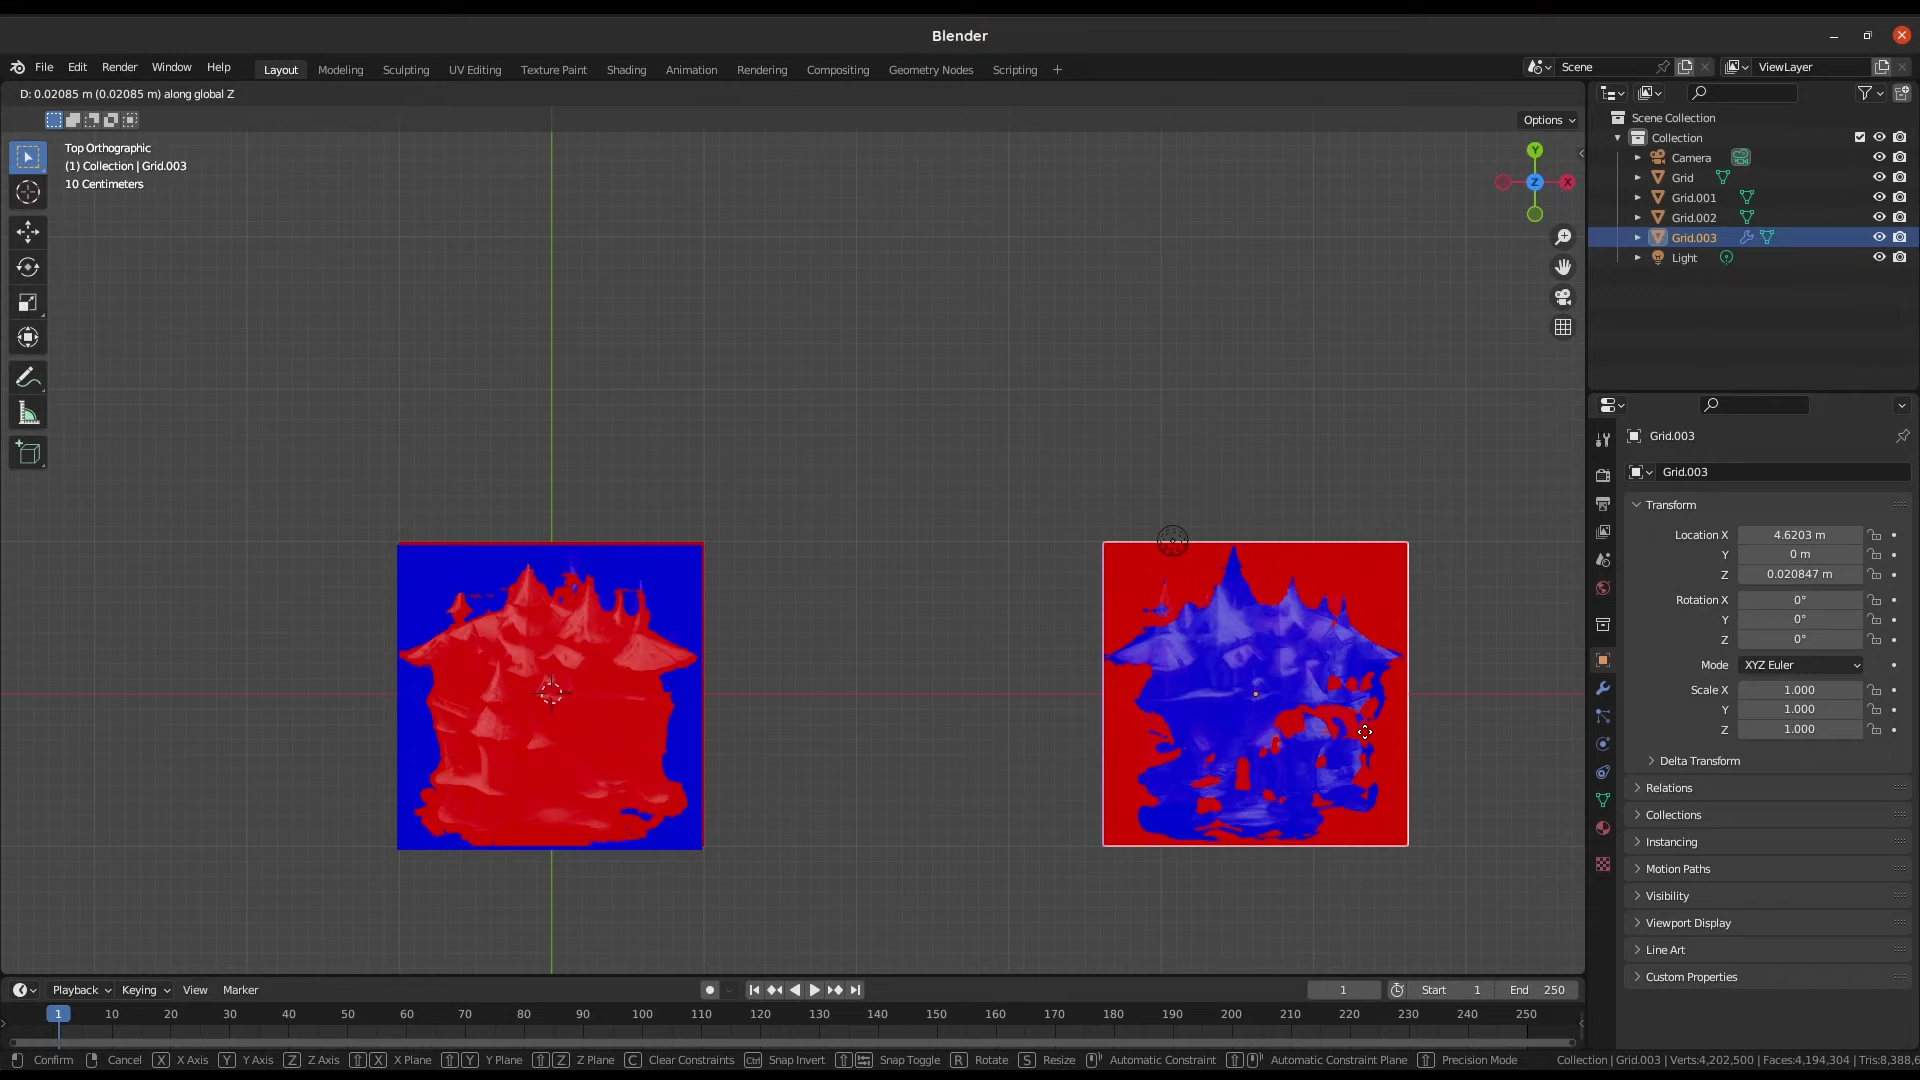 Blender
File Edit Render Window Help Layout Modeling Sculpting UV Editing Texture Paint Shading Animation Rendering Compositing Geometry Nodes Scripting + Scene ViewLayer
D: 0.02085 m (0.02085 m) along global Z
Options
Top Orthographic
(1) Collection | Grid.003
10 Centimeters
Y
Z X
Scene Collection
Collection
Camera
Grid
Grid.001
Grid.002
Grid.003
Light
Grid.003
Grid.003
Transform
Location X 4.6203 m
Y 0 m
Z 0.020847 m
Rotation X 0°
Y 0°
Z 0°
Mode XYZ Euler
Scale X 1.000
Y 1.000
Z 1.000
Delta Transform
Relations
Collections
Instancing
Motion Paths
Visibility
Viewport Display
Line Art
Custom Properties
Playback Keying View Marker 1 Start 1 End 250
1 10 20 30 40 50 60 70 80 90 100 110 120 130 140 150 160 170 180 190 200 210 220 230 240 250
Confirm Cancel X X Axis Y Y Axis Z Z Axis X X Plane Y Y Plane Z Z Plane C Clear Constraints Ctrl Snap Invert Snap Toggle R Rotate S Resize Automatic Constraint Automatic Constraint Plane Precision Mode Collection | Grid.003 | Verts:4,202,500 | Faces:4,194,304 | Tris:8,388,6